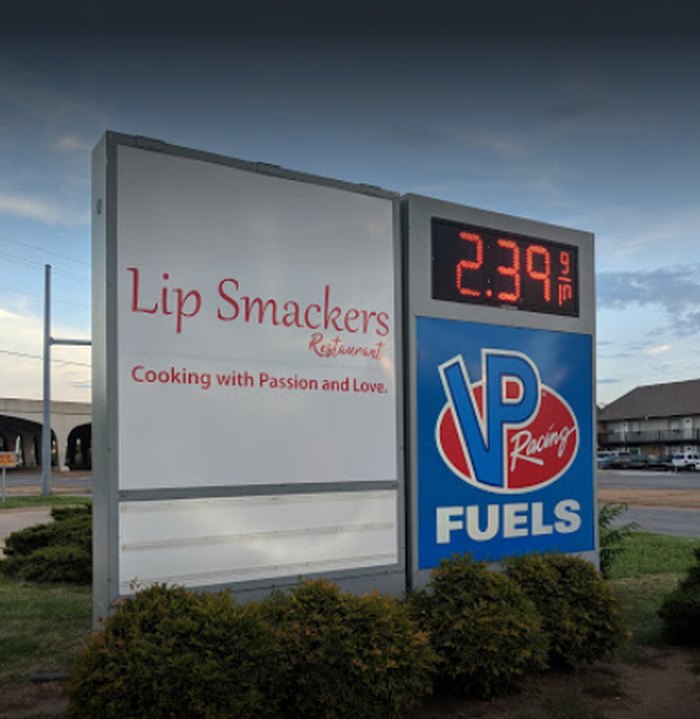 Lip Smackers
Restaurant
Cooking with Passion and Love.
2.39 9/10
VP
Racing
FUELS